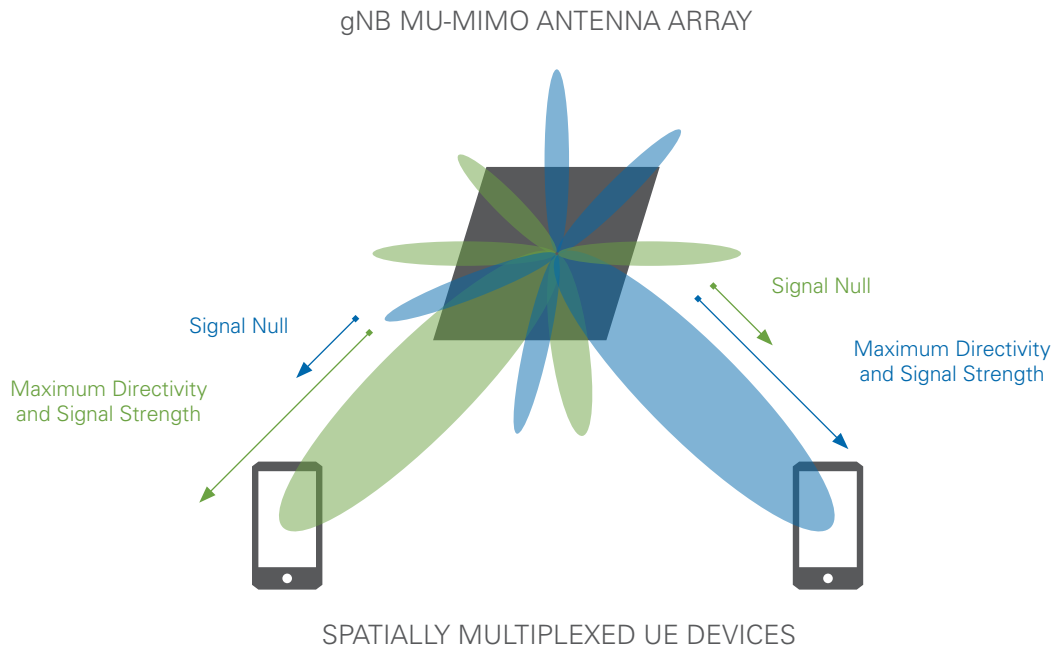 gNB MU-MIMO ANTENNA ARRAY
Signal Null
Signal Null
Maximum Directivity
and Signal Strength
Maximum Directivity
and Signal Strength
SPATIALLY MULTIPLEXED UE DEVICES